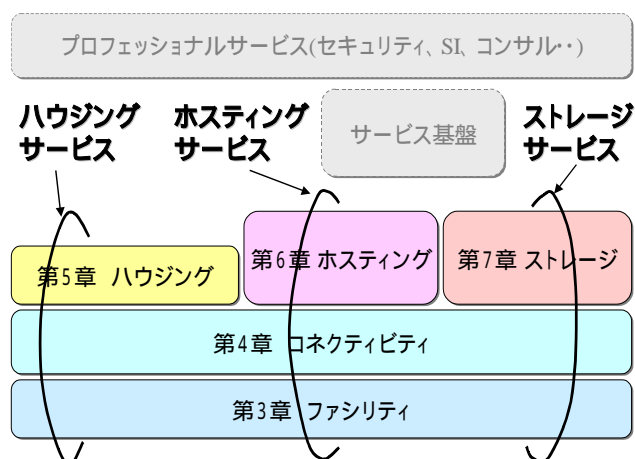 プロフェッショナルサービス(セキュリティ、SI、コンサル‥)
ハウジング
サービス
ホスティング
サービス
サービス基盤
ストレージ
サービス
第5章 ハウジング
第6章 ホスティング
第7章 ストレージ
第4章 コネクティビティ
第3章 ファシリティ